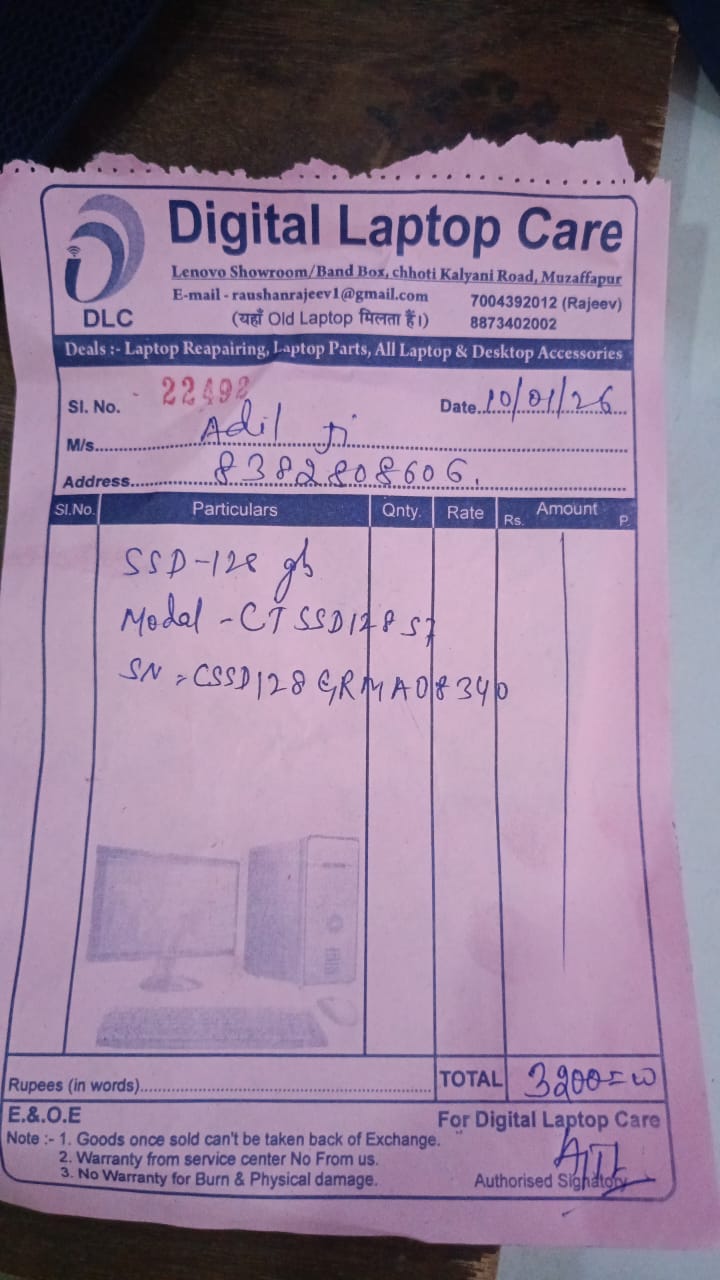 Digital Laptop Care
DLC
Lenovo Showroom/Band Box, chhoti Kalyani Road, Muzaffapur
E-mail - raushanrajeev1@gmail.com 7004392012 (Rajeev)
(यहाँ Old Laptop मिलता हैं।) 8873402002
Deals :- Laptop Reapairing, Laptop Parts, All Laptop & Desktop Accessories
Sl. No. 22492 Date 10/01/26
M/s. Adil Ji
Address 8382808606.
Sl.No. Particulars Qnty. Rate Amount
Rs. P.
SSD-128 gb
Model - CTSSD128S7
SN = CSSD128GRMA08340
Rupees (in words) TOTAL 3200=00
E.&.O.E For Digital Laptop Care
Note :- 1. Goods once sold can't be taken back of Exchange.
2. Warranty from service center No From us.
3. No Warranty for Burn & Physical damage.
Authorised Signatory